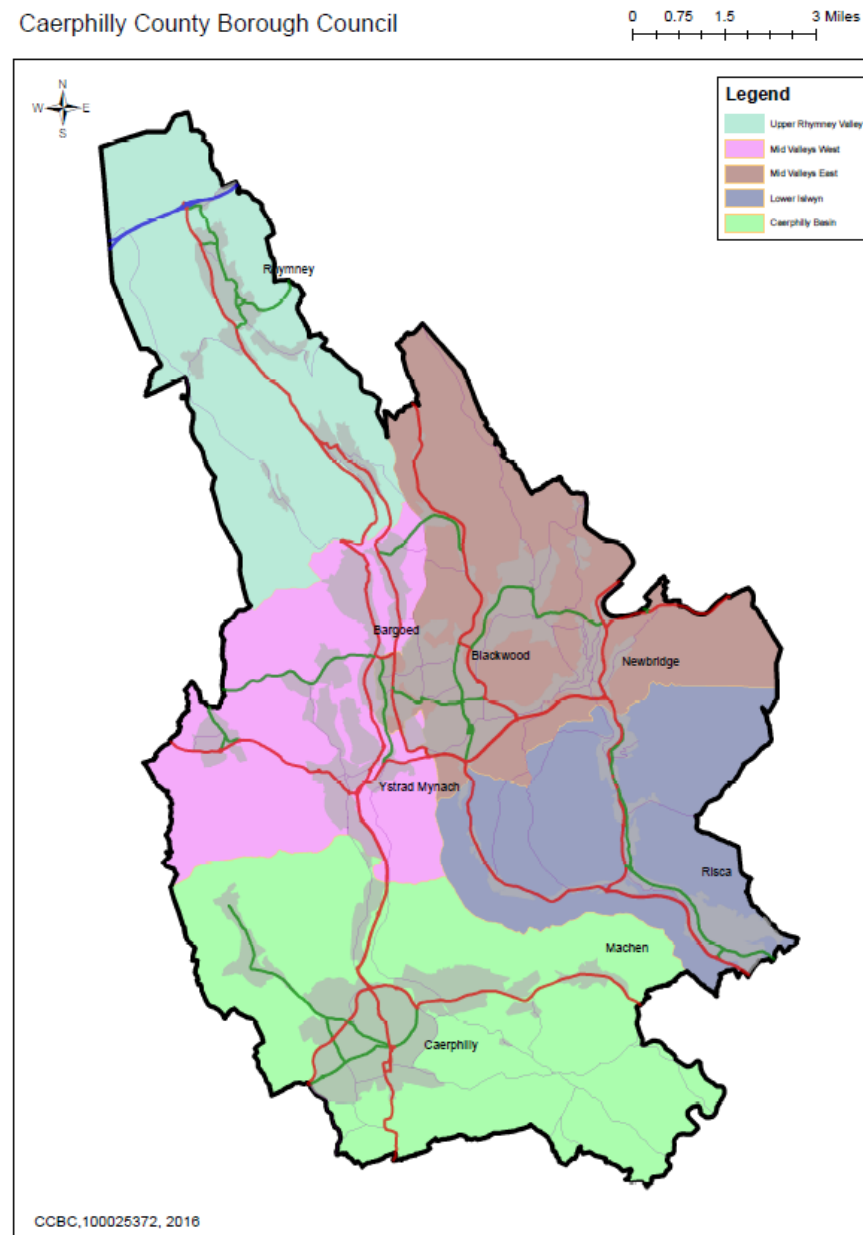 Caerphilly County Borough Council
0 0.75 1.5 3 Miles
N
W E
S
Legend
Upper Rhymney Valley
Mid Valleys West
Mid Valleys East
Lower Islwyn
Caerphilly Basin
Rhymney
Bargoed
Blackwood
Newbridge
Ystrad Mynach
Risca
Machen
Caerphilly
CCBC,100025372, 2016